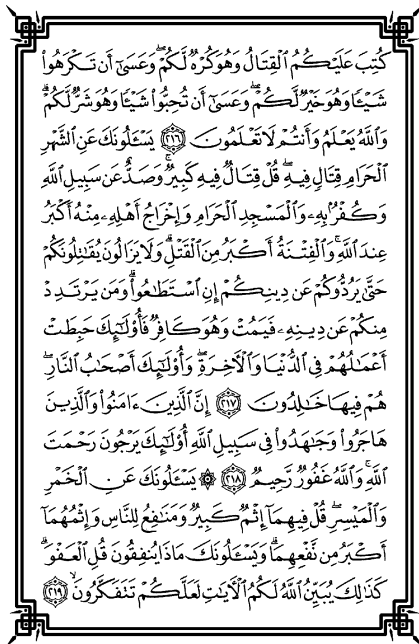 كُتِبَ عَلَيْكُمُ ٱلْقِتَالُ وَهُوَ كُرْهٌ لَّكُمْ ۖ وَعَسَىٰٓ أَن تَكْرَهُوا۟
شَيْـًٔا وَهُوَ خَيْرٌ لَّكُمْ ۖ وَعَسَىٰٓ أَن تُحِبُّوا۟ شَيْـًٔا وَهُوَ شَرٌّ لَّكُمْ ۗ
وَٱللَّهُ يَعْلَمُ وَأَنتُمْ لَا تَعْلَمُونَ ٢١٦ يَسْـَٔلُونَكَ عَنِ ٱلشَّهْرِ
ٱلْحَرَامِ قِتَالٍ فِيهِ ۖ قُلْ قِتَالٌ فِيهِ كَبِيرٌ ۖ وَصَدٌّ عَن سَبِيلِ ٱللَّهِ
وَكُفْرٌۢ بِهِۦ وَٱلْمَسْجِدِ ٱلْحَرَامِ وَإِخْرَاجُ أَهْلِهِۦ مِنْهُ أَكْبَرُ
عِندَ ٱللَّهِ ۚ وَٱلْفِتْنَةُ أَكْبَرُ مِنَ ٱلْقَتْلِ ۗ وَلَا يَزَالُونَ يُقَـٰتِلُونَكُمْ
حَتَّىٰ يَرُدُّوكُمْ عَن دِينِكُمْ إِنِ ٱسْتَطَـٰعُوا۟ ۚ وَمَن يَرْتَدِدْ
مِنكُمْ عَن دِينِهِۦ فَيَمُتْ وَهُوَ كَافِرٌ فَأُو۟لَـٰٓئِكَ حَبِطَتْ
أَعْمَـٰلُهُمْ فِى ٱلدُّنْيَا وَٱلْـَٔاخِرَةِ ۖ وَأُو۟لَـٰٓئِكَ أَصْحَـٰبُ ٱلنَّارِ ۖ
هُمْ فِيهَا خَـٰلِدُونَ ٢١٧ إِنَّ ٱلَّذِينَ ءَامَنُوا۟ وَٱلَّذِينَ
هَاجَرُوا۟ وَجَـٰهَدُوا۟ فِى سَبِيلِ ٱللَّهِ أُو۟لَـٰٓئِكَ يَرْجُونَ رَحْمَتَ
ٱللَّهِ ۚ وَٱللَّهُ غَفُورٌ رَّحِيمٌ ٢١٨ ۞ يَسْـَٔلُونَكَ عَنِ ٱلْخَمْرِ
وَٱلْمَيْسِرِ ۖ قُلْ فِيهِمَآ إِثْمٌ كَبِيرٌ وَمَنَـٰفِعُ لِلنَّاسِ وَإِثْمُهُمَآ
أَكْبَرُ مِن نَّفْعِهِمَا ۗ وَيَسْـَٔلُونَكَ مَاذَا يُنفِقُونَ قُلِ ٱلْعَفْوَ ۗ
كَذَٰلِكَ يُبَيِّنُ ٱللَّهُ لَكُمُ ٱلْـَٔايَـٰتِ لَعَلَّكُمْ تَتَفَكَّرُونَ ٢١٩